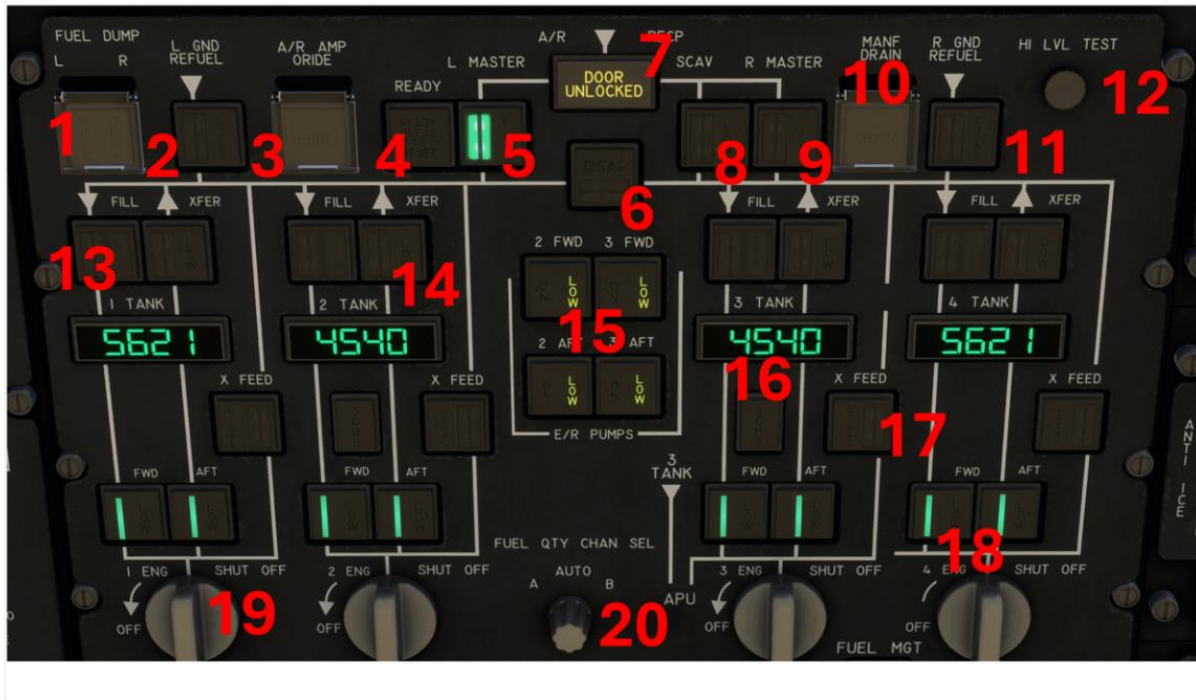 FUEL DUMP
L R
L GND
REFUEL
A/R AMP
ORIDE
READY
L MASTER
A/R
DOOR
UNLOCKED
SCAV
R MASTER
MANF
DRAIN
R GND
REFUEL
HI LVL TEST
1
2
3
4
5
6
7
8
9
10
11
12
DISAG
FILL XFER
FILL XFER
FILL XFER
FILL XFER
13
14
2 FWD 3 FWD
LOW LOW
15
2 AFT 3 AFT
LOW LOW
E/R PUMPS
1 TANK
5621
2 TANK
4540
3 TANK
4540
4 TANK
5621
16
X FEED
X FEED
X FEED
X FEED
17
FWD AFT
FWD AFT
FWD AFT
FWD AFT
18
3
TANK
APU
FUEL QTY CHAN SEL
A AUTO B
20
1 ENG SHUT OFF
OFF
19
2 ENG SHUT OFF
OFF
3 ENG SHUT OFF
OFF
4 ENG SHUT OFF
OFF
FUEL MGT
ANTI ICE